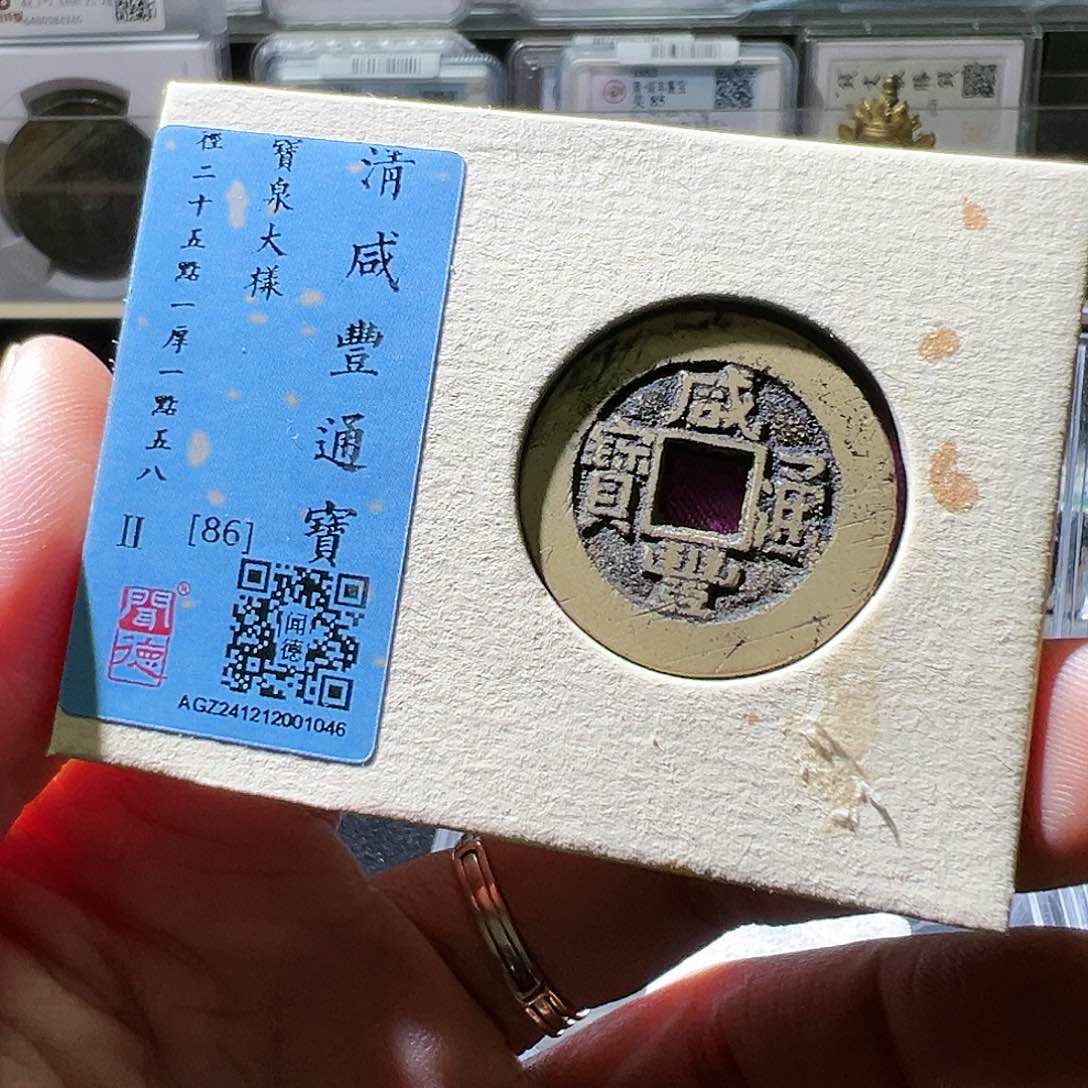 清咸豐通寶
寶泉大樣
徑二十五點一厚一點五八
II [86]
聞德
®
闻德
AGZ241212001046
咸豐通寶